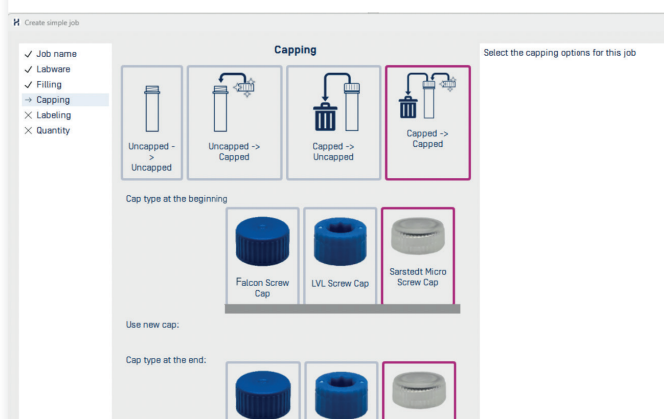 Create simple job
Job name
Labware
Filling
Capping
Labeling
Quantity
Capping
Uncapped -
>
Uncapped
Uncapped ->
Capped
Capped ->
Uncapped
Capped ->
Capped
Select the capping options for this job
Cap type at the beginning
Falcon Screw
Cap
LVL Screw Cap
Sarstedt Micro
Screw Cap
Use new cap:
Cap type at the end: